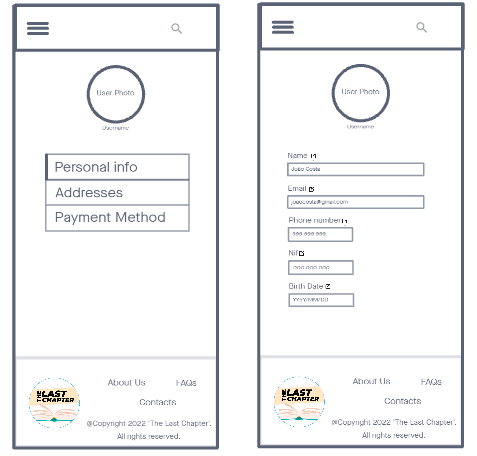 User Photo
Username
Personal info
Addresses
Payment Method
THE LAST
CHAPTER
About Us
FAQs
Contacts
@Copyright 2022 "The Last Chapter".
All rights reserved.
User Photo
Username
Name
João Costa
Email
joaocosta@gmail.com
Phone number
999 999 999
Nif
000 000 000
Birth Date
YYYY/MM/DD
THE LAST
CHAPTER
About Us
FAQs
Contacts
@Copyright 2022 "The Last Chapter".
All rights reserved.